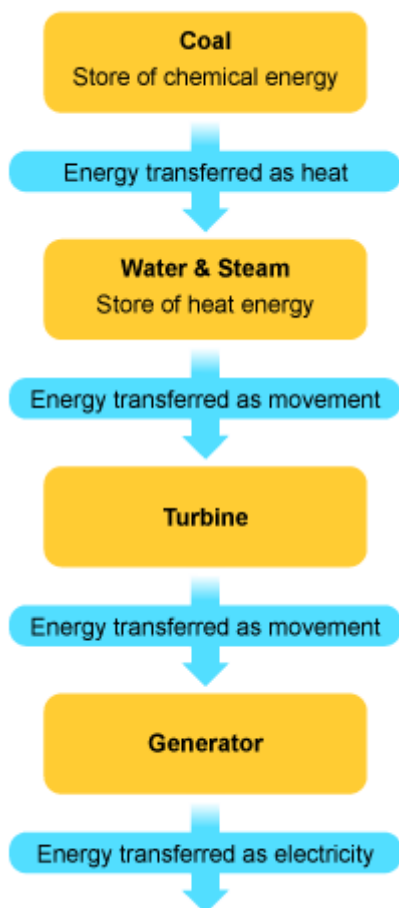 Coal
Store of chemical energy
Energy transferred as heat
Water & Steam
Store of heat energy
Energy transferred as movement
Turbine
Energy transferred as movement
Generator
Energy transferred as electricity